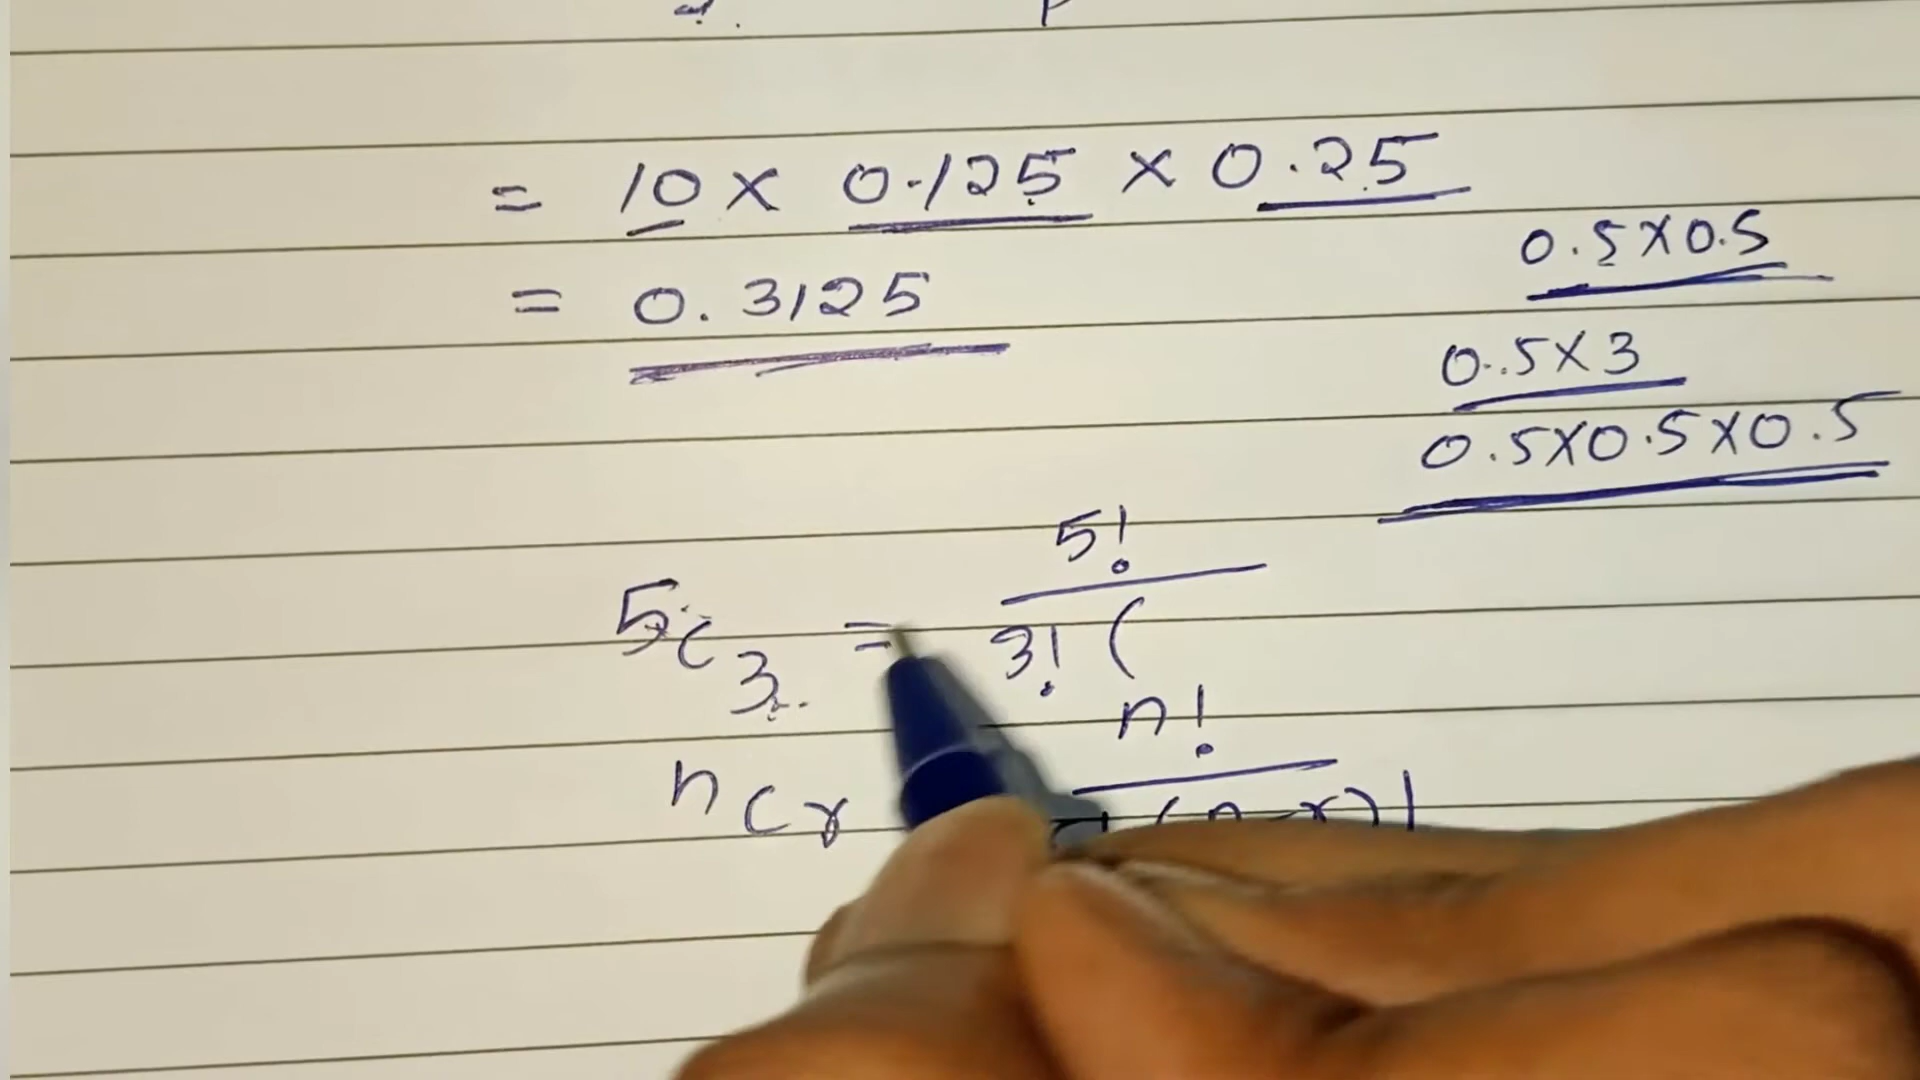 = 10 × 0.125 × 0.25
0.5×0.5
= 0.3125
0.5×3
0.5×0.5×0.5
5!
5c3 =
3! (
n!
ncr
(n-r)!